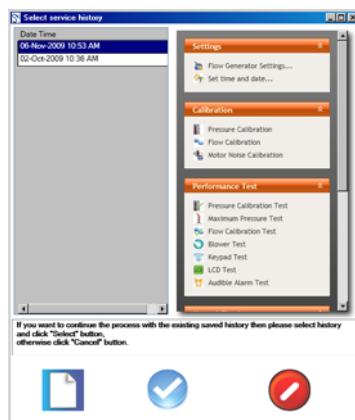 Select service history
Date Time
06-Nov-2009 10:53 AM
02-Oct-2009 10:36 AM
Settings
Flow Generator Settings...
Set time and date...
Calibration
Pressure Calibration
Flow Calibration
Motor Noise Calibration
Performance Test
Pressure Calibration Test
Maximum Pressure Test
Flow Calibration Test
Blower Test
Keypad Test
LCD Test
Audible Alarm Test
If you want to continue the process with the existing saved history then please select history
and click "Select" button,
otherwise click "Cancel" button.